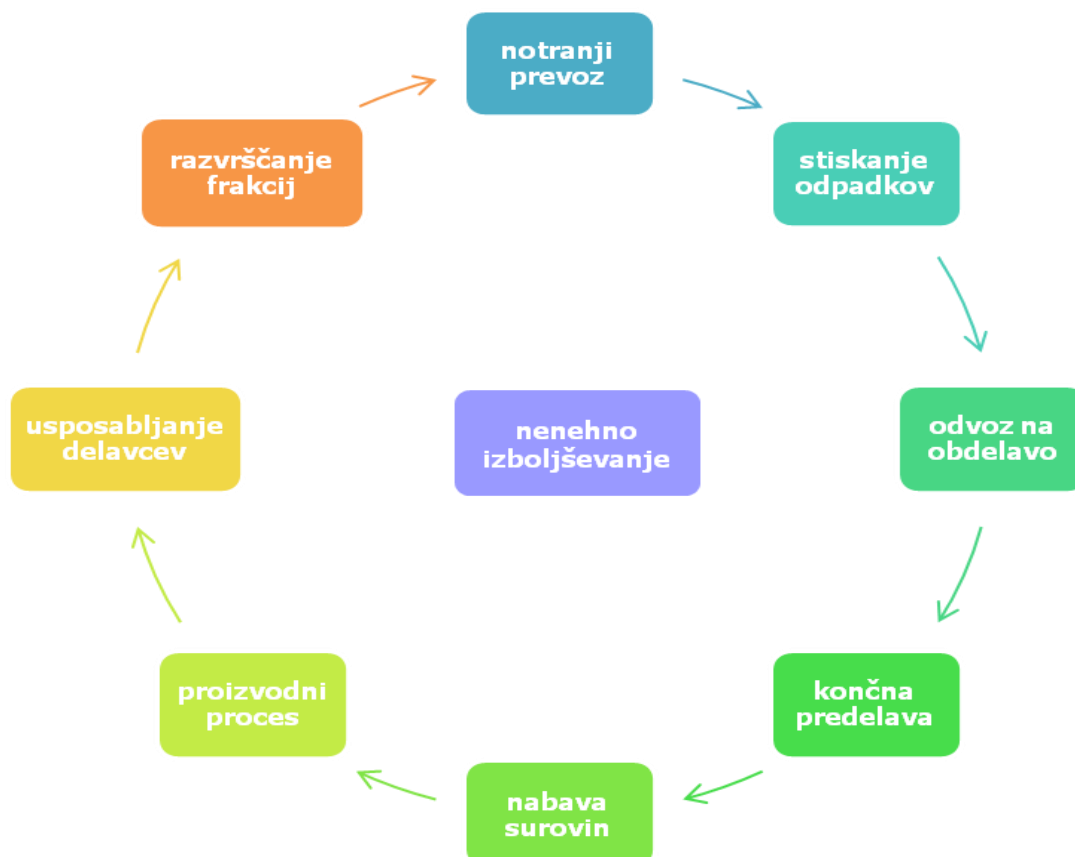 notranji
prevoz
stiskanje
odpadkov
odvoz na
obdelavo
končna
predelava
nabava
surovin
proizvodni
proces
usposabljanje
delavcev
razvrščanje
frakcij
nenehno
izboljševanje